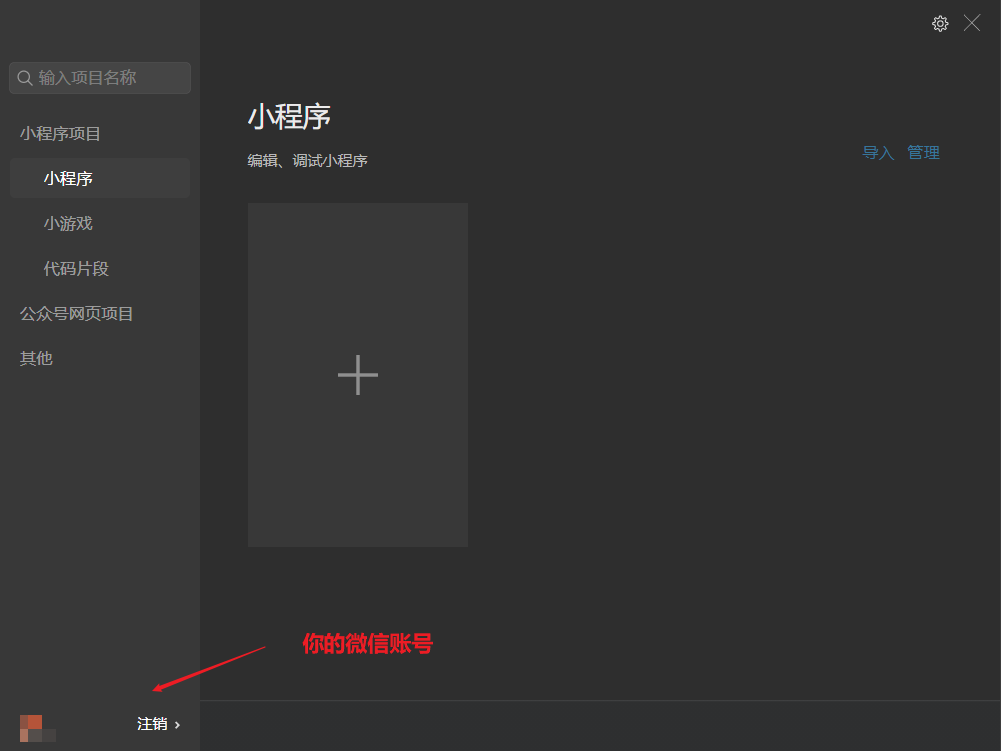 输入项目名称
小程序项目
小程序
小游戏
代码片段
公众号网页项目
其他
小程序
编辑、调试小程序
导入 管理
你的微信账号
注销 ›